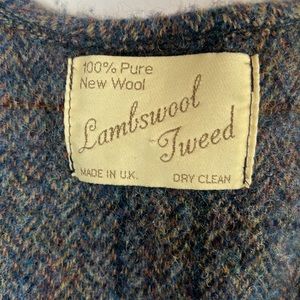 100% Pure
New Wool
Lambswool
Tweed
MADE IN U.K. DRY CLEAN